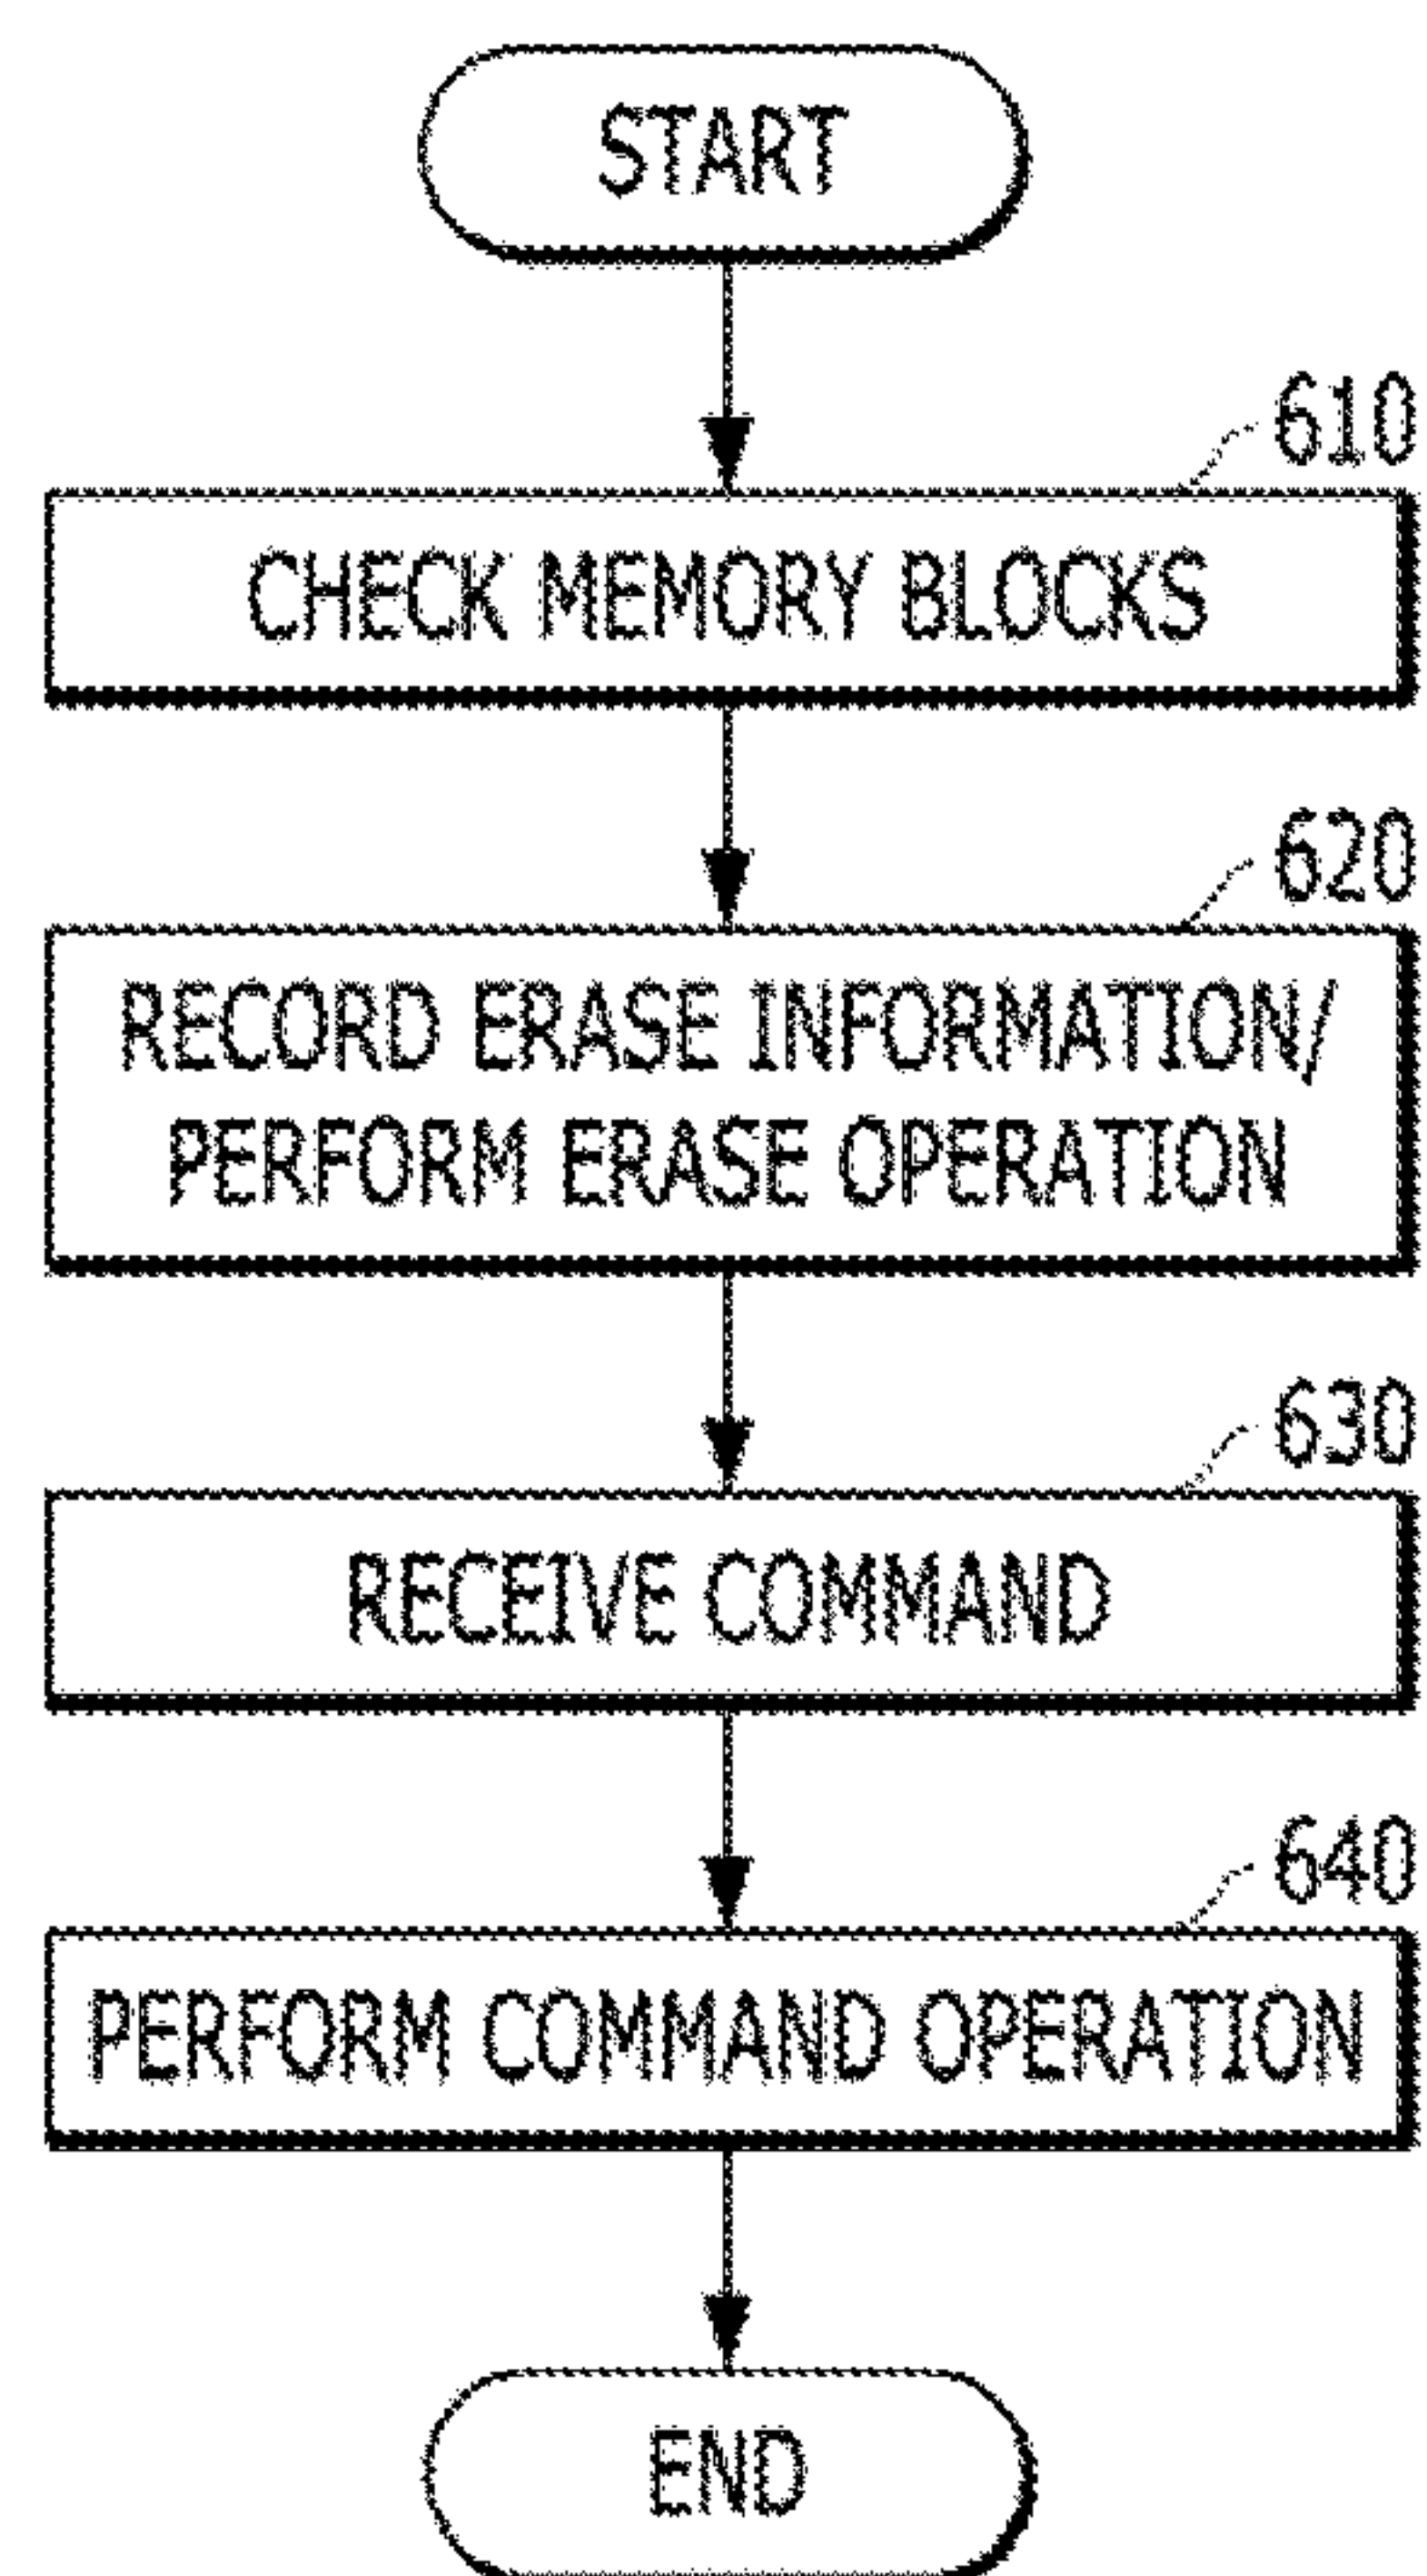 START
610
CHECK MEMORY BLOCKS
620
RECORD ERASE INFORMATION/
PERFORM ERASE OPERATION
630
RECEIVE COMMAND
640
PERFORM COMMAND OPERATION
END